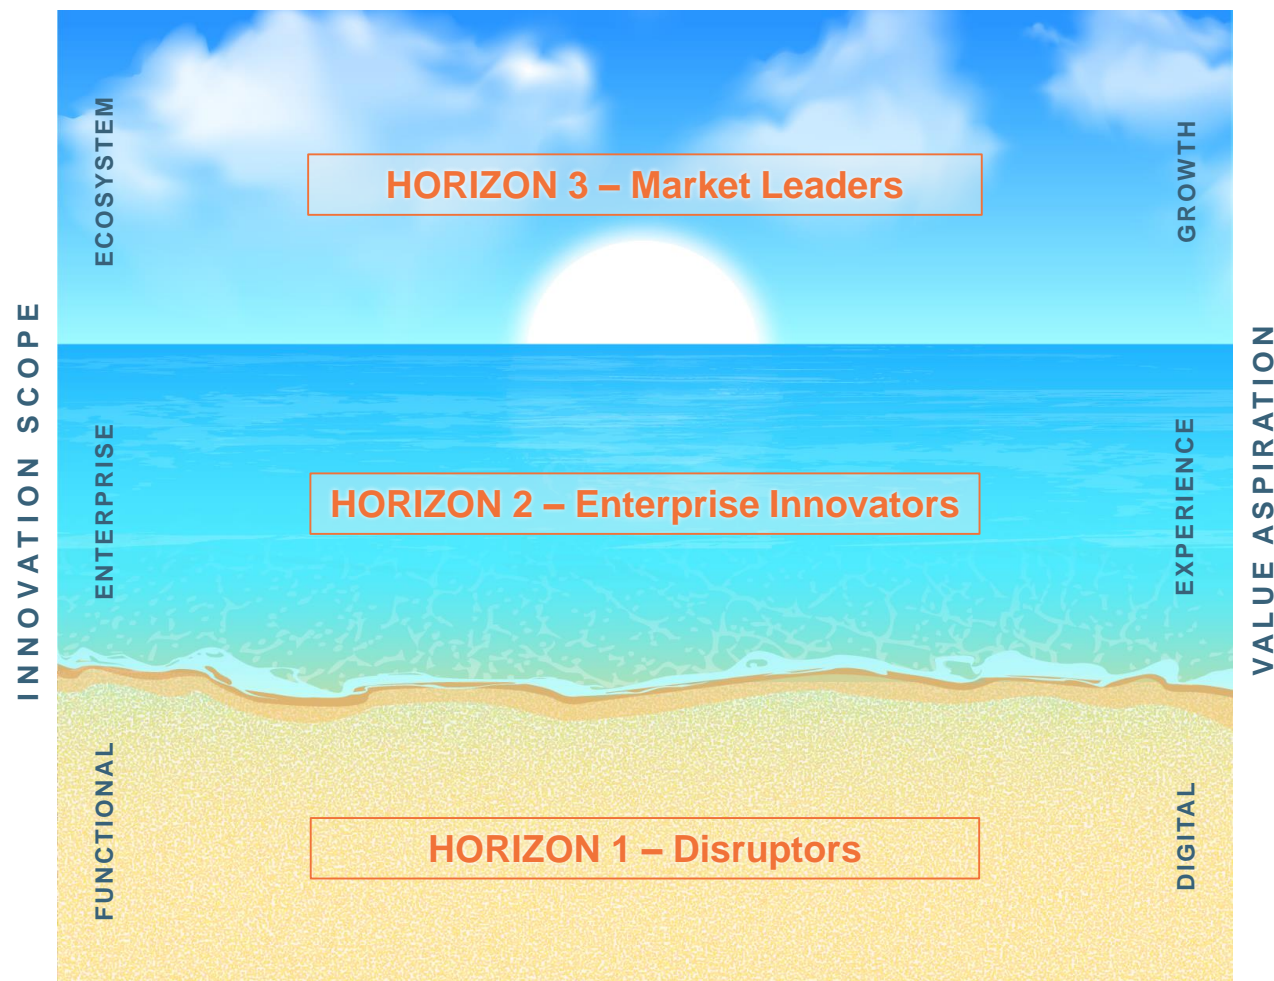 INNOVATION SCOPE
ECOSYSTEM
HORIZON 3 – Market Leaders
GROWTH
ENTERPRISE
HORIZON 2 – Enterprise Innovators
EXPERIENCE
FUNCTIONAL
HORIZON 1 – Disruptors
DIGITAL
VALUE ASPIRATION